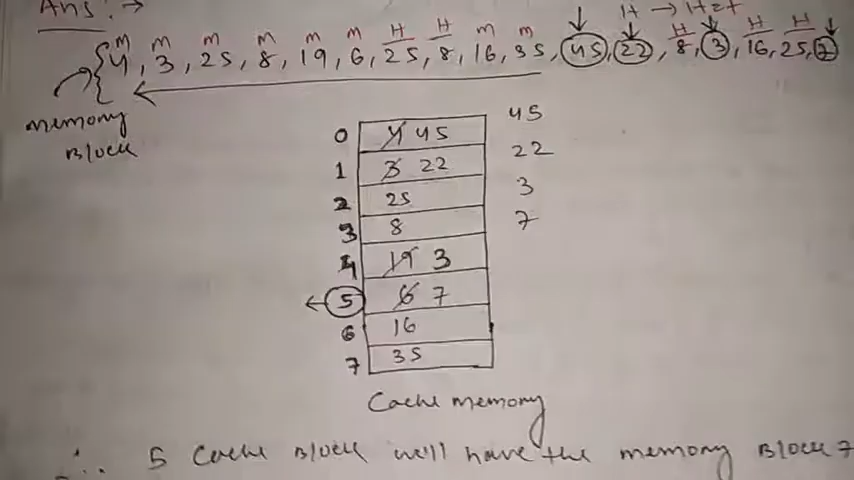 Ans: →
H → Hit
M M M M M M H H M M H H H
{4, 3, 25, 8, 19, 6, 25, 8, 16, 35, 45, 22, 8, 3, 16, 25, 7
memory
Block
0 4 45 45
1 3 22 22
2 25 3
3 8 7
4 19 3
← 5 6 7
6 16
7 35
Cache memory
∴ 5 Cache Block will have the memory Block 7